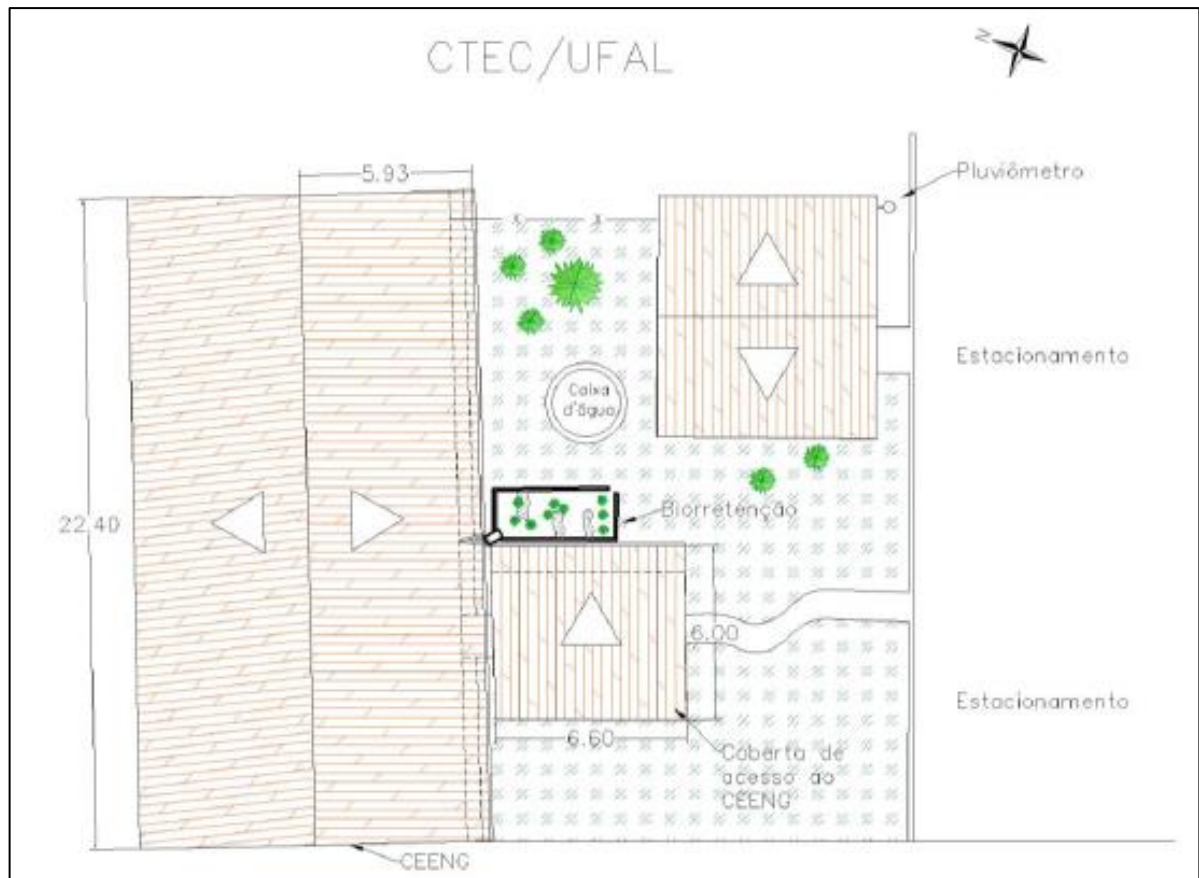 CTEC/UFAL
N
5.93
Pluviômetro
Estacionamento
Caixa
d'água
22.40
Biorretenção
6.00
Estacionamento
6.60
Coberta de
acesso ao
CEENG
CEENG